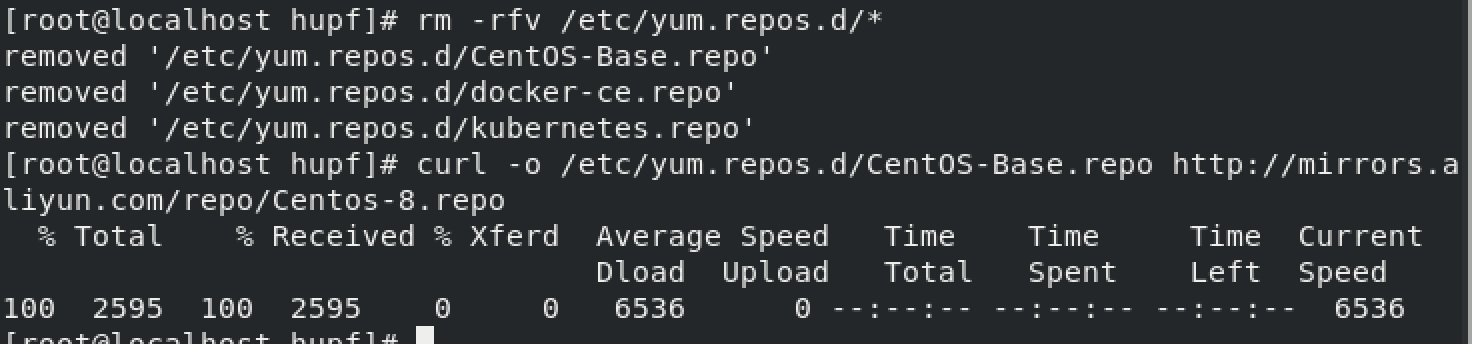 [root@localhost hupf]# rm -rfv /etc/yum.repos.d/*
removed '/etc/yum.repos.d/CentOS-Base.repo'
removed '/etc/yum.repos.d/docker-ce.repo'
removed '/etc/yum.repos.d/kubernetes.repo'
[root@localhost hupf]# curl -o /etc/yum.repos.d/CentOS-Base.repo http://mirrors.a
liyun.com/repo/Centos-8.repo
  % Total    % Received % Xferd  Average Speed   Time    Time     Time  Current
                                 Dload  Upload   Total   Spent    Left  Speed
100  2595  100  2595    0     0   6536      0 --:--:-- --:--:-- --:--:--  6536
[root@localhost hupf]#